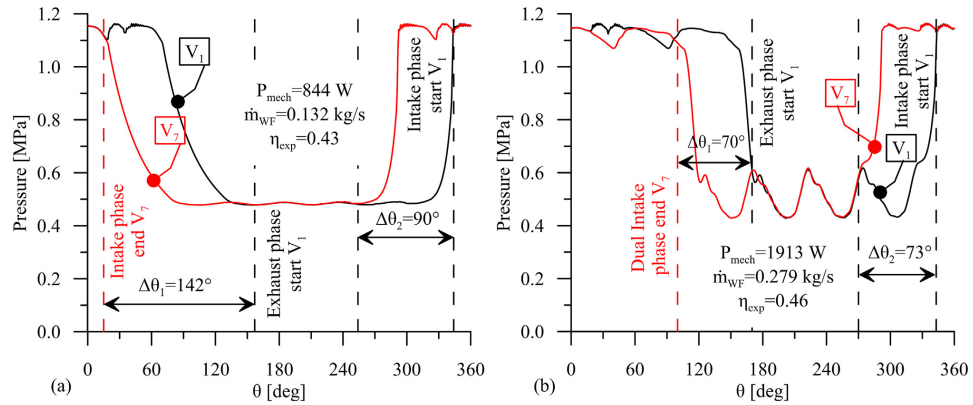 1.2
1.0
0.8
0.6
0.4
0.2
0.0
Pressure [MPa]
0
60
120
180
240
300
360
θ [deg]
(a)
V₁
V₇
P_mech=844 W
ṁ_WF=0.132 kg/s
η_exp=0.43
Intake phase
end V₇
Exhaust phase
start V₁
Intake phase
start V₁
Δθ₁=142°
Δθ₂=90°
1.2
1.0
0.8
0.6
0.4
0.2
0.0
Pressure [MPa]
0
60
120
180
240
300
360
θ [deg]
(b)
Dual Intake
phase end V₇
Δθ₁=70°
Exhaust phase
start V₁
V₇
V₁
Intake phase
start V₁
Δθ₂=73°
P_mech=1913 W
ṁ_WF=0.279 kg/s
η_exp=0.46